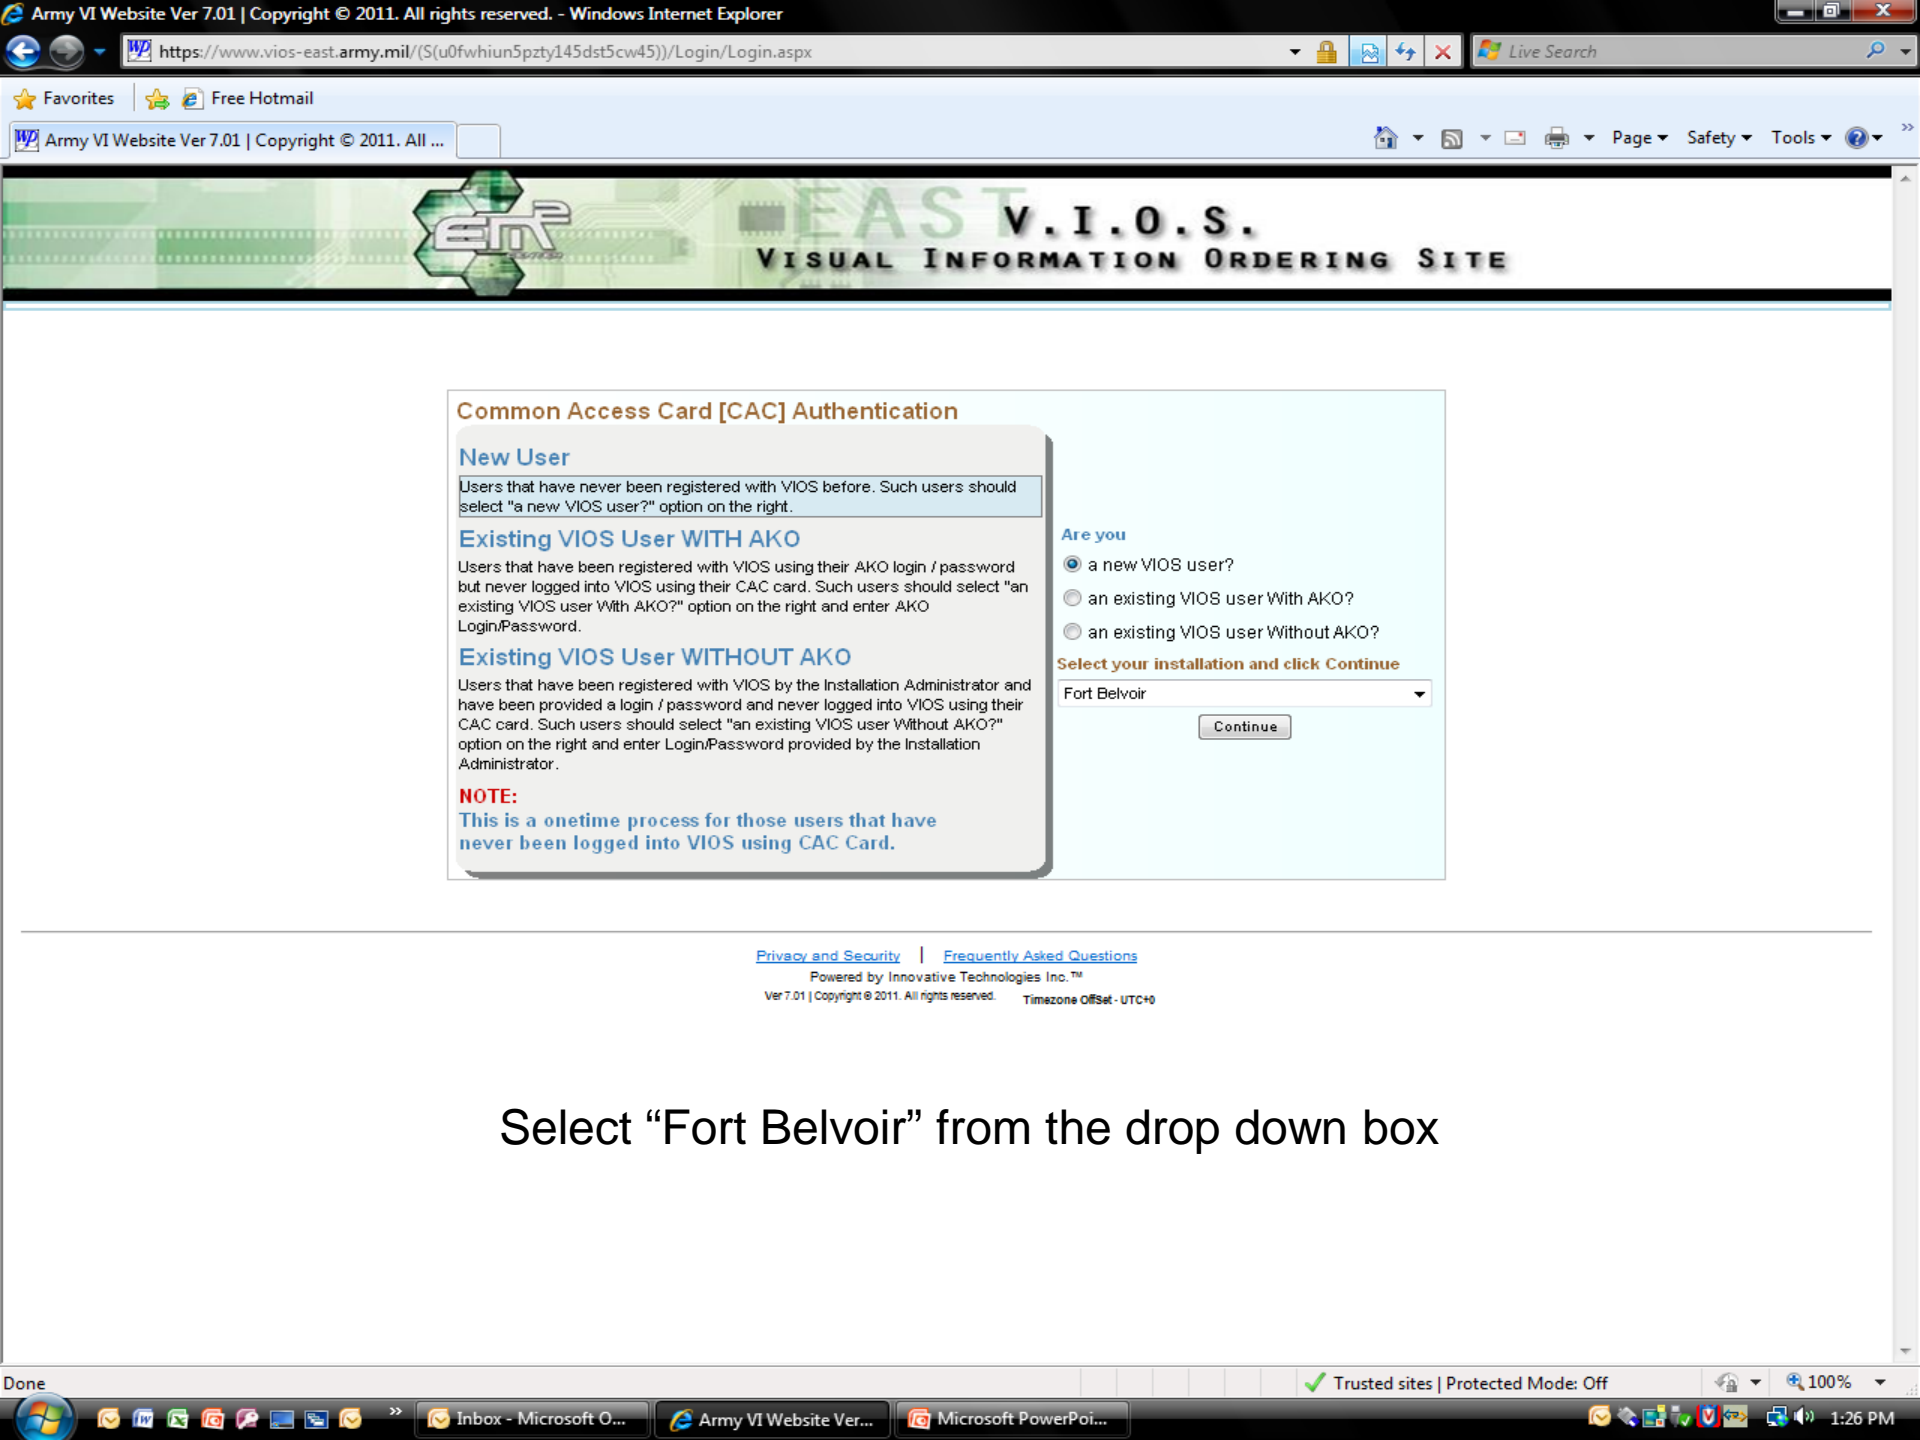 Army VI Website Ver 7.01 | Copyright © 2011. All rights reserved. - Windows Internet Explorer
https://www.vios-east.army.mil/(S(u0fwhiun5pzty145dst5cw45))/Login/Login.aspx
Live Search
Favorites
Free Hotmail
Army VI Website Ver 7.01 | Copyright © 2011. All ...
Page
Safety
Tools
EM2
CENTER
EAST
V.I.O.S.
VISUAL INFORMATION ORDERING SITE
Common Access Card [CAC] Authentication
New User
Users that have never been registered with VIOS before. Such users should
select "a new VIOS user?" option on the right.
Existing VIOS User WITH AKO
Users that have been registered with VIOS using their AKO login / password
but never logged into VIOS using their CAC card. Such users should select "an
existing VIOS user With AKO?" option on the right and enter AKO
Login/Password.
Existing VIOS User WITHOUT AKO
Users that have been registered with VIOS by the Installation Administrator and
have been provided a login / password and never logged into VIOS using their
CAC card. Such users should select "an existing VIOS user Without AKO?"
option on the right and enter Login/Password provided by the Installation
Administrator.
NOTE:
This is a onetime process for those users that have
never been logged into VIOS using CAC Card.
Are you
a new VIOS user?
an existing VIOS user With AKO?
an existing VIOS user Without AKO?
Select your installation and click Continue
Fort Belvoir
Continue
Privacy and Security | Frequently Asked Questions
Powered by Innovative Technologies Inc.™
Ver 7.01 | Copyright © 2011. All rights reserved. Timezone OffSet - UTC+0
Select “Fort Belvoir” from the drop down box
Done
Trusted sites | Protected Mode: Off
100%
Inbox - Microsoft O...
Army VI Website Ver...
Microsoft PowerPoi...
1:26 PM